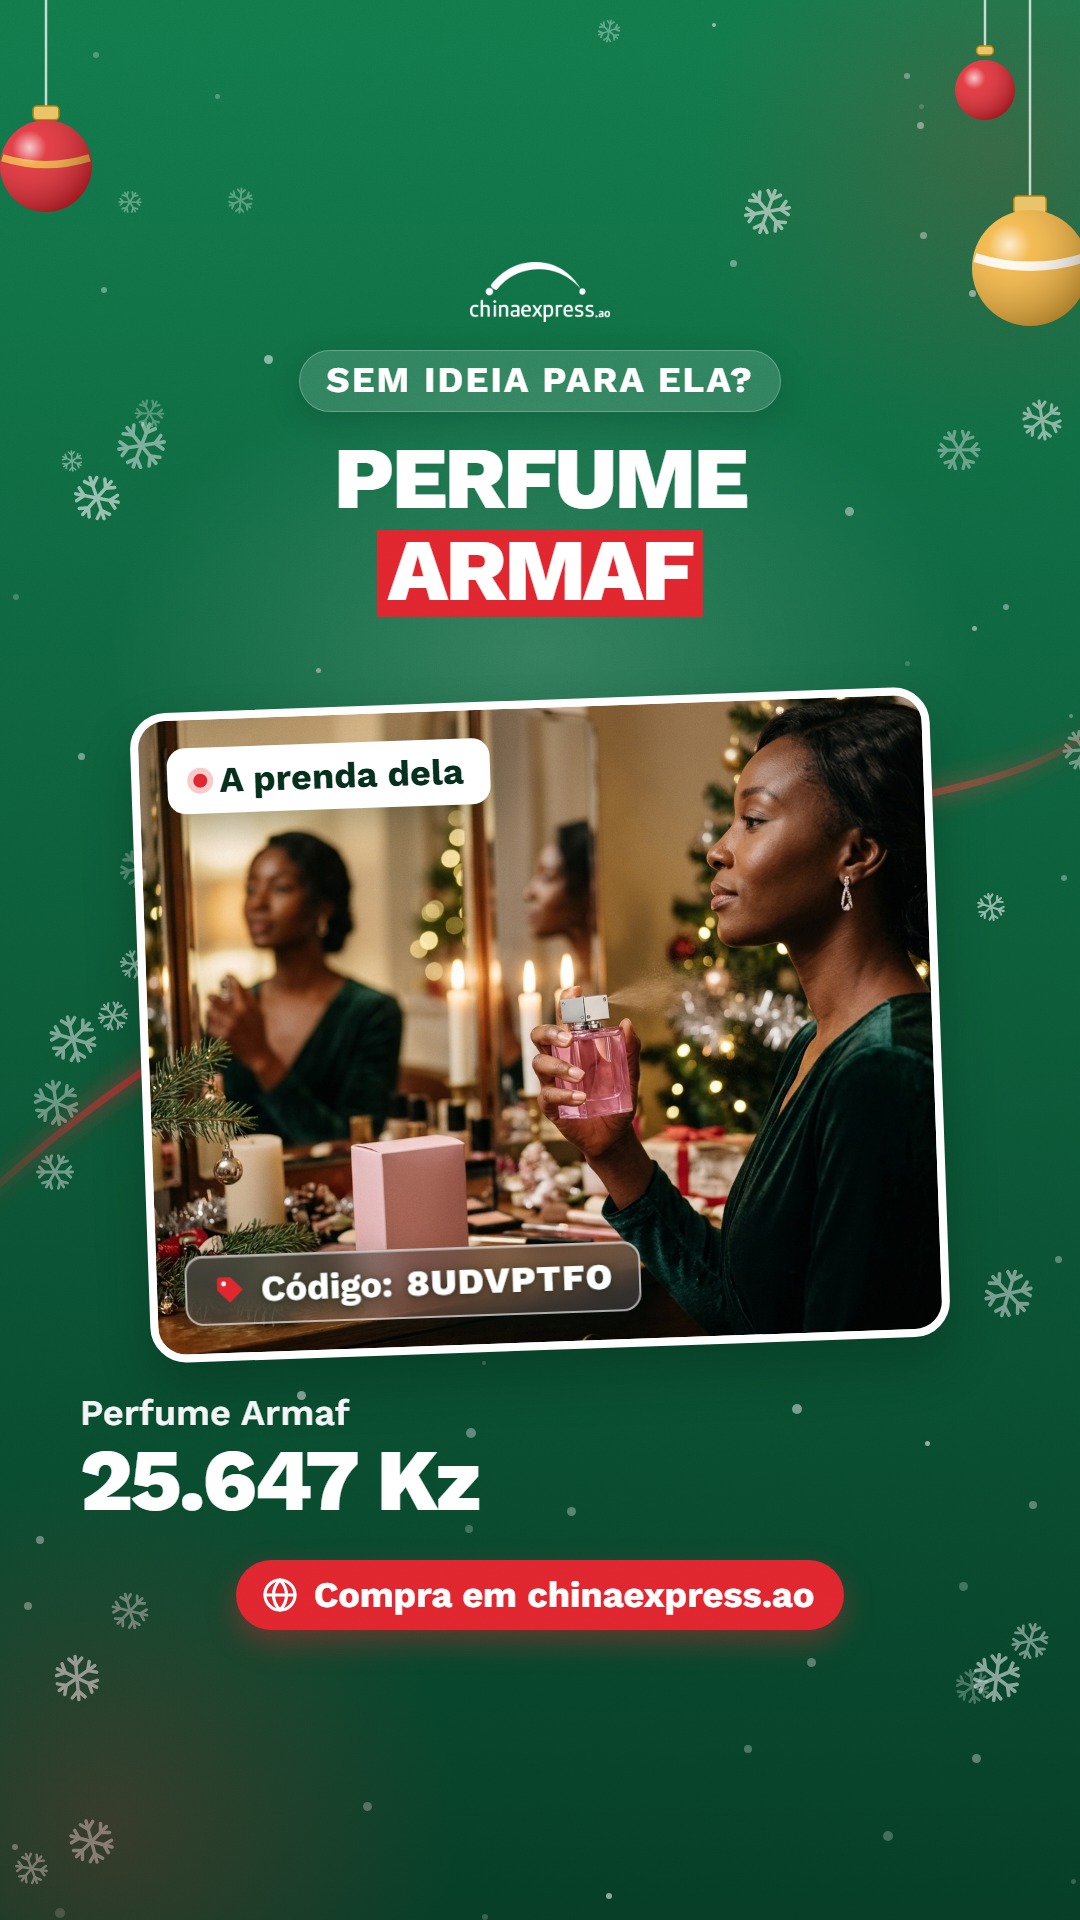 chinaexpress.ao
SEM IDEIA PARA ELA?
PERFUME
ARMAF
A prenda dela
Código: 8UDVPTFO
Perfume Armaf
25.647 Kz
Compra em chinaexpress.ao